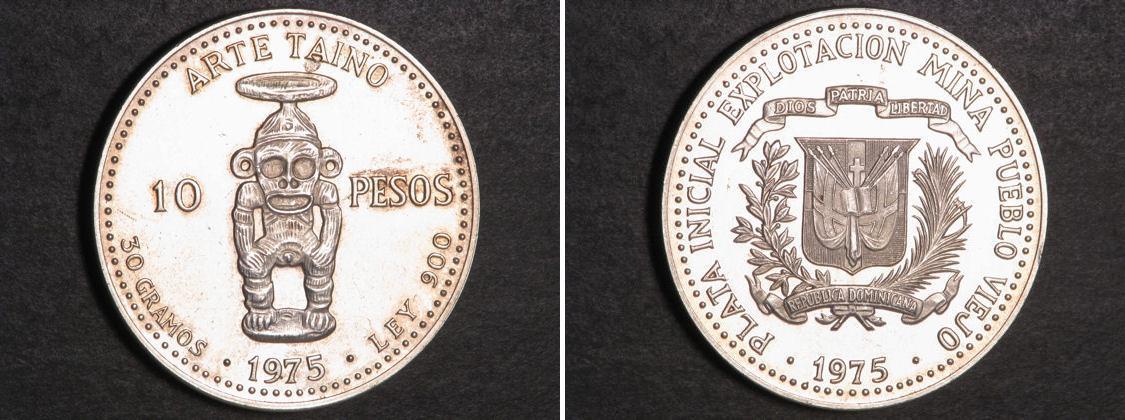 ARTE TAINO
10 PESOS
30 GRAMOS
LEY 900
• 1975 •
PLATA INICIAL EXPLOTACION MINA PUEBLO VIEJO
DIOS PATRIA LIBERTAD
REPUBLICA DOMINICANA
• 1975 •